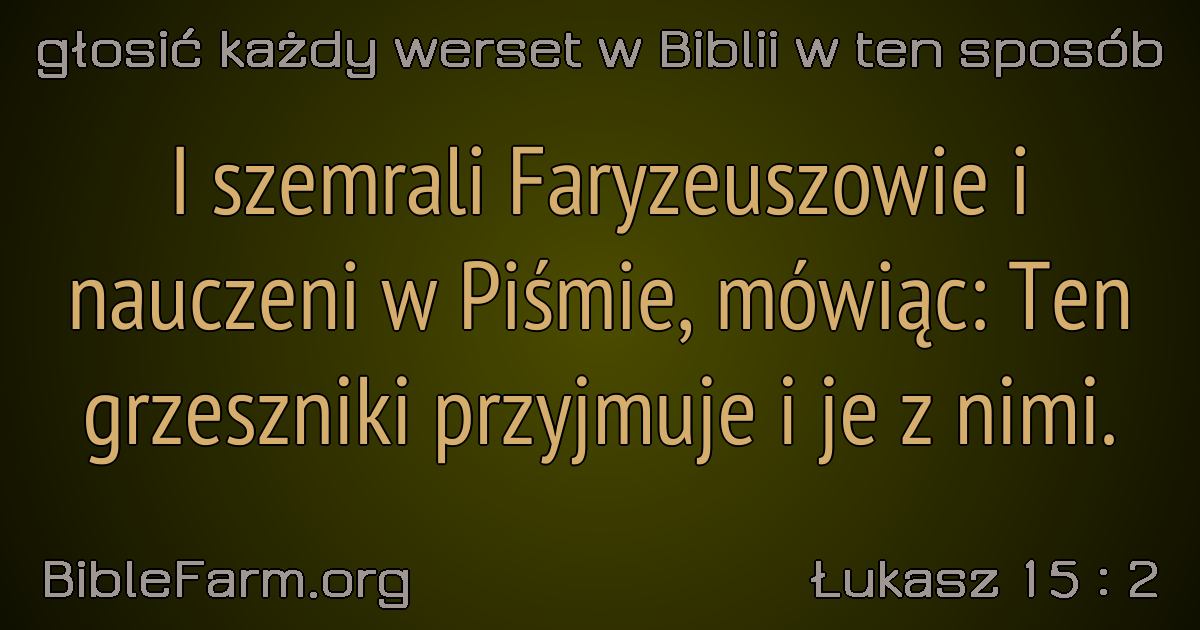 głosić każdy werset w Biblii w ten sposób
I szemrali Faryzeuszowie i
nauczeni w Piśmie, mówiąc: Ten
grzeszniki przyjmuje i je z nimi.
BibleFarm.org
Łukasz 15 : 2